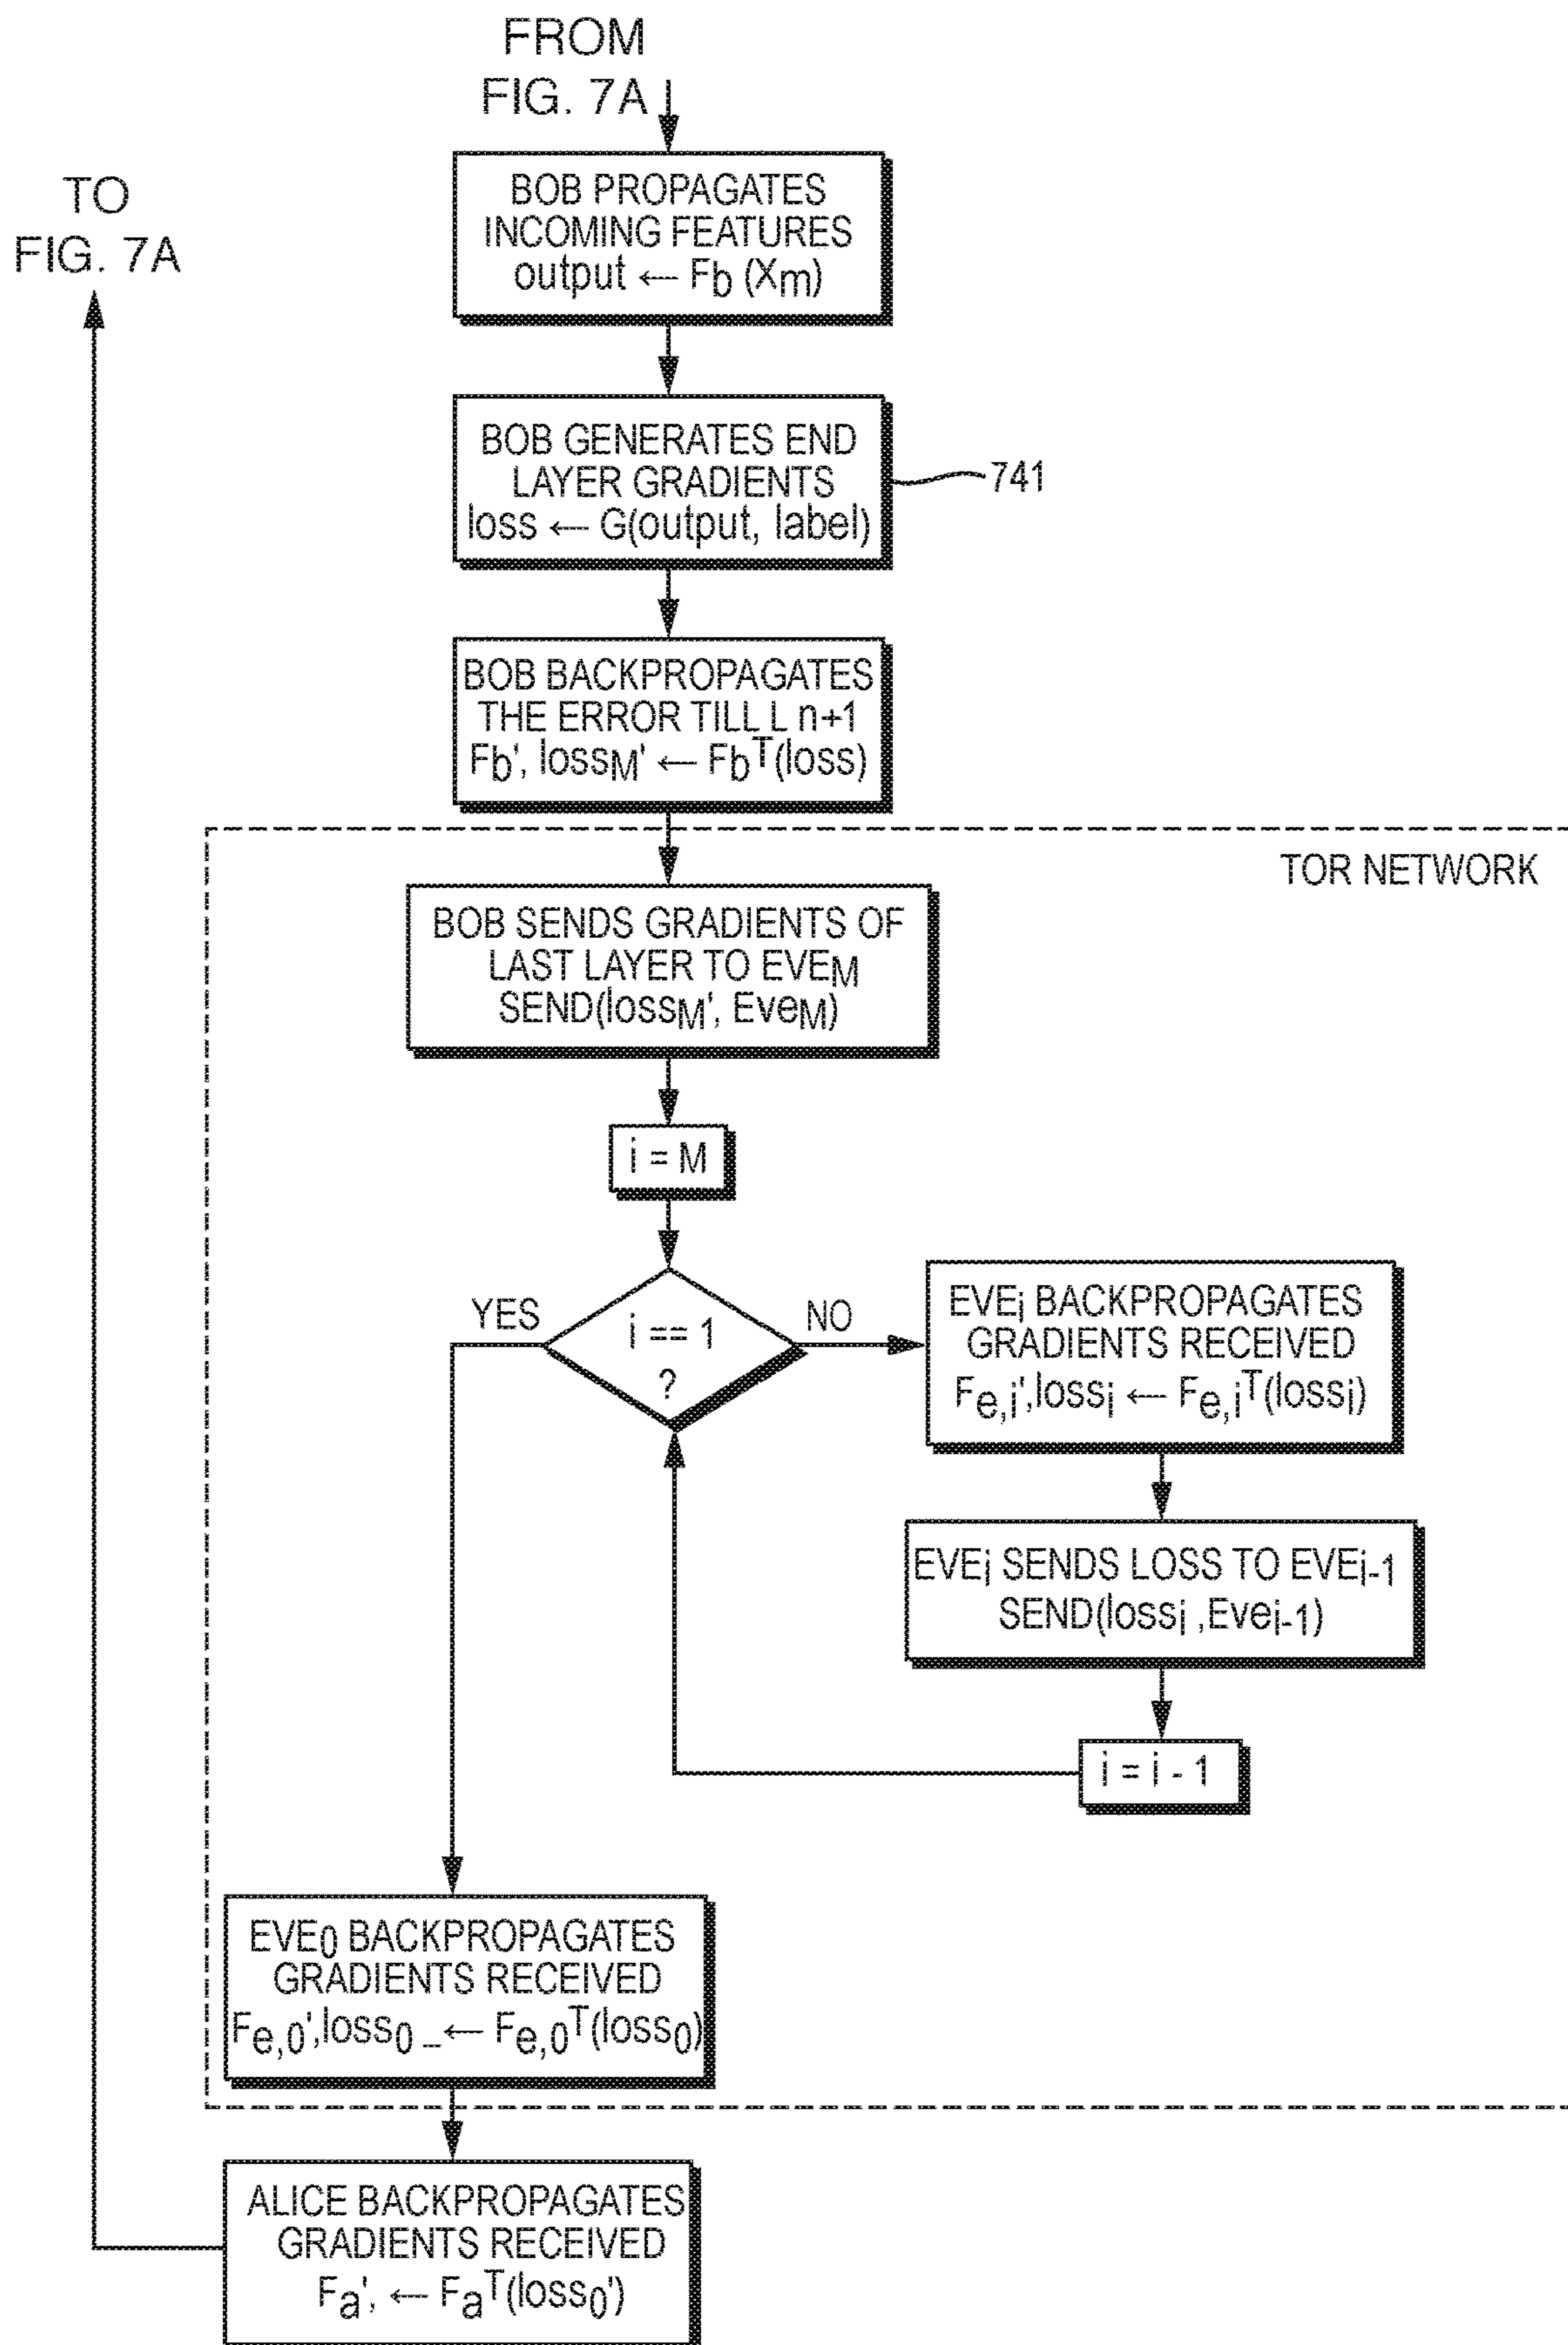 FROM
FIG. 7A
TO
FIG. 7A
BOB PROPAGATES
INCOMING FEATURES
output ← Fb (Xm)
BOB GENERATES END
LAYER GRADIENTS
loss ← G(output, label)
741
BOB BACKPROPAGATES
THE ERROR TILL L n+1
Fb', lossM' ← FbT(loss)
TOR NETWORK
BOB SENDS GRADIENTS OF
LAST LAYER TO EVEM
SEND(lossM', EveM)
i = M
YES
i == 1
?
NO
EVEi BACKPROPAGATES
GRADIENTS RECEIVED
Fe,i',lossi ← Fe,iT(lossi)
EVEi SENDS LOSS TO EVEi-1
SEND(lossi ,Evei-1)
i = i - 1
EVE0 BACKPROPAGATES
GRADIENTS RECEIVED
Fe,0',loss0 _ ← Fe,0T(loss0)
ALICE BACKPROPAGATES
GRADIENTS RECEIVED
Fa', ← FaT(loss0')